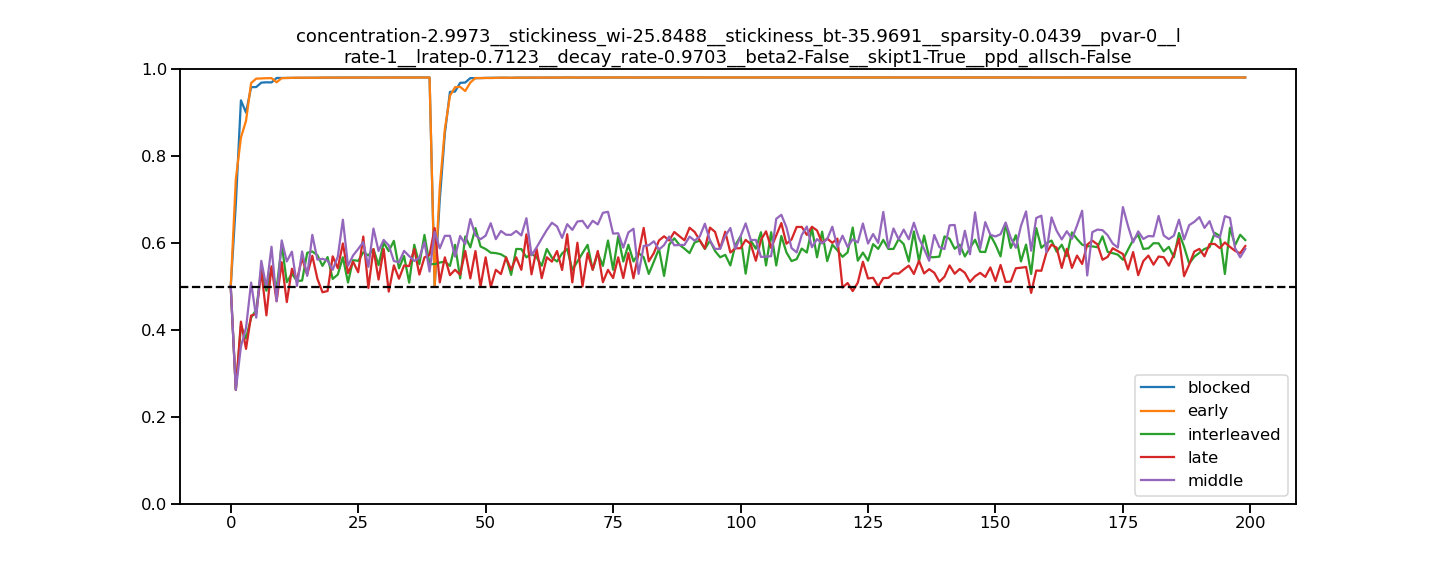 concentration-2.9973__stickiness_wi-25.8488__stickiness_bt-35.9691__sparsity-0.0439__pvar-0__l
rate-1__lratep-0.7123__decay_rate-0.9703__beta2-False__skipt1-True__ppd_allsch-False
1.0
0.8
0.6
0.4
0.2
0.0
0 25 50 75 100 125 150 175 200
blocked
early
interleaved
late
middle